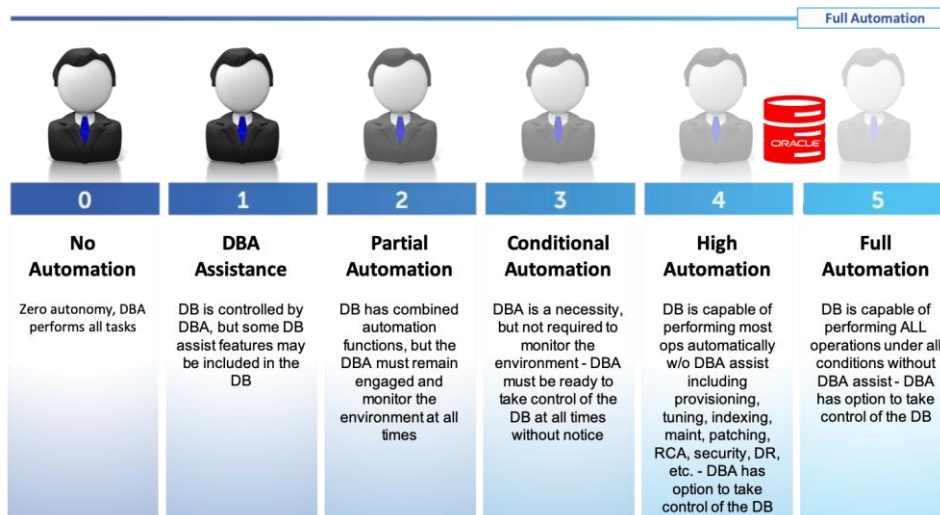 Full Automation
ORACLE
0
No
Automation
Zero autonomy, DBA
performs all tasks
1
DBA
Assistance
DB is controlled by
DBA, but some DB
assist features may
be included in the
DB
2
Partial
Automation
DB has combined
automation
functions, but the
DBA must remain
engaged and
monitor the
environment at all
times
3
Conditional
Automation
DBA is a necessity,
but not required to
monitor the
environment - DBA
must be ready to
take control of the
DB at all times
without notice
4
High
Automation
DB is capable of
performing most
ops automatically
w/o DBA assist
including
provisioning,
tuning, indexing,
maint, patching,
RCA, security, DR,
etc. - DBA has
option to take
control of the DB
5
Full
Automation
DB is capable of
performing ALL
operations under all
conditions without
DBA assist - DBA
has option to take
control of the DB